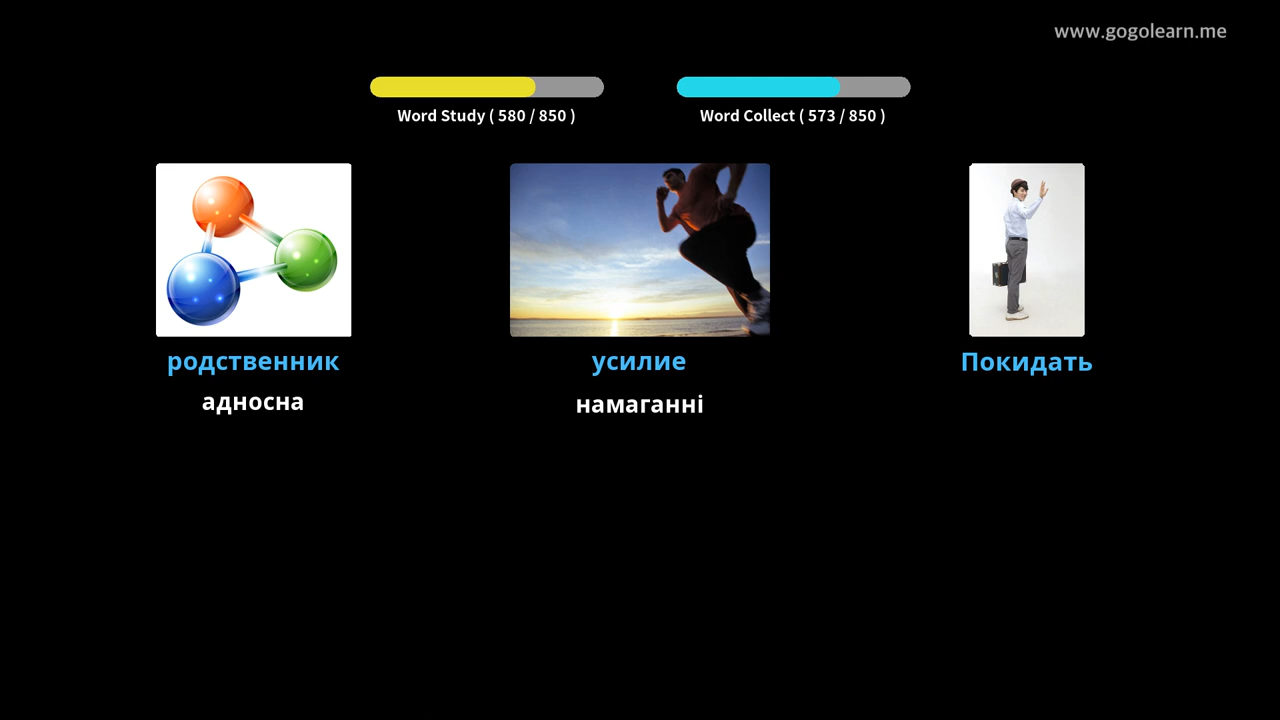 www.gogolearn.me
Word Study ( 580 / 850 )
Word Collect ( 573 / 850 )
родственник
усилие
Покидать
адносна
намаганні